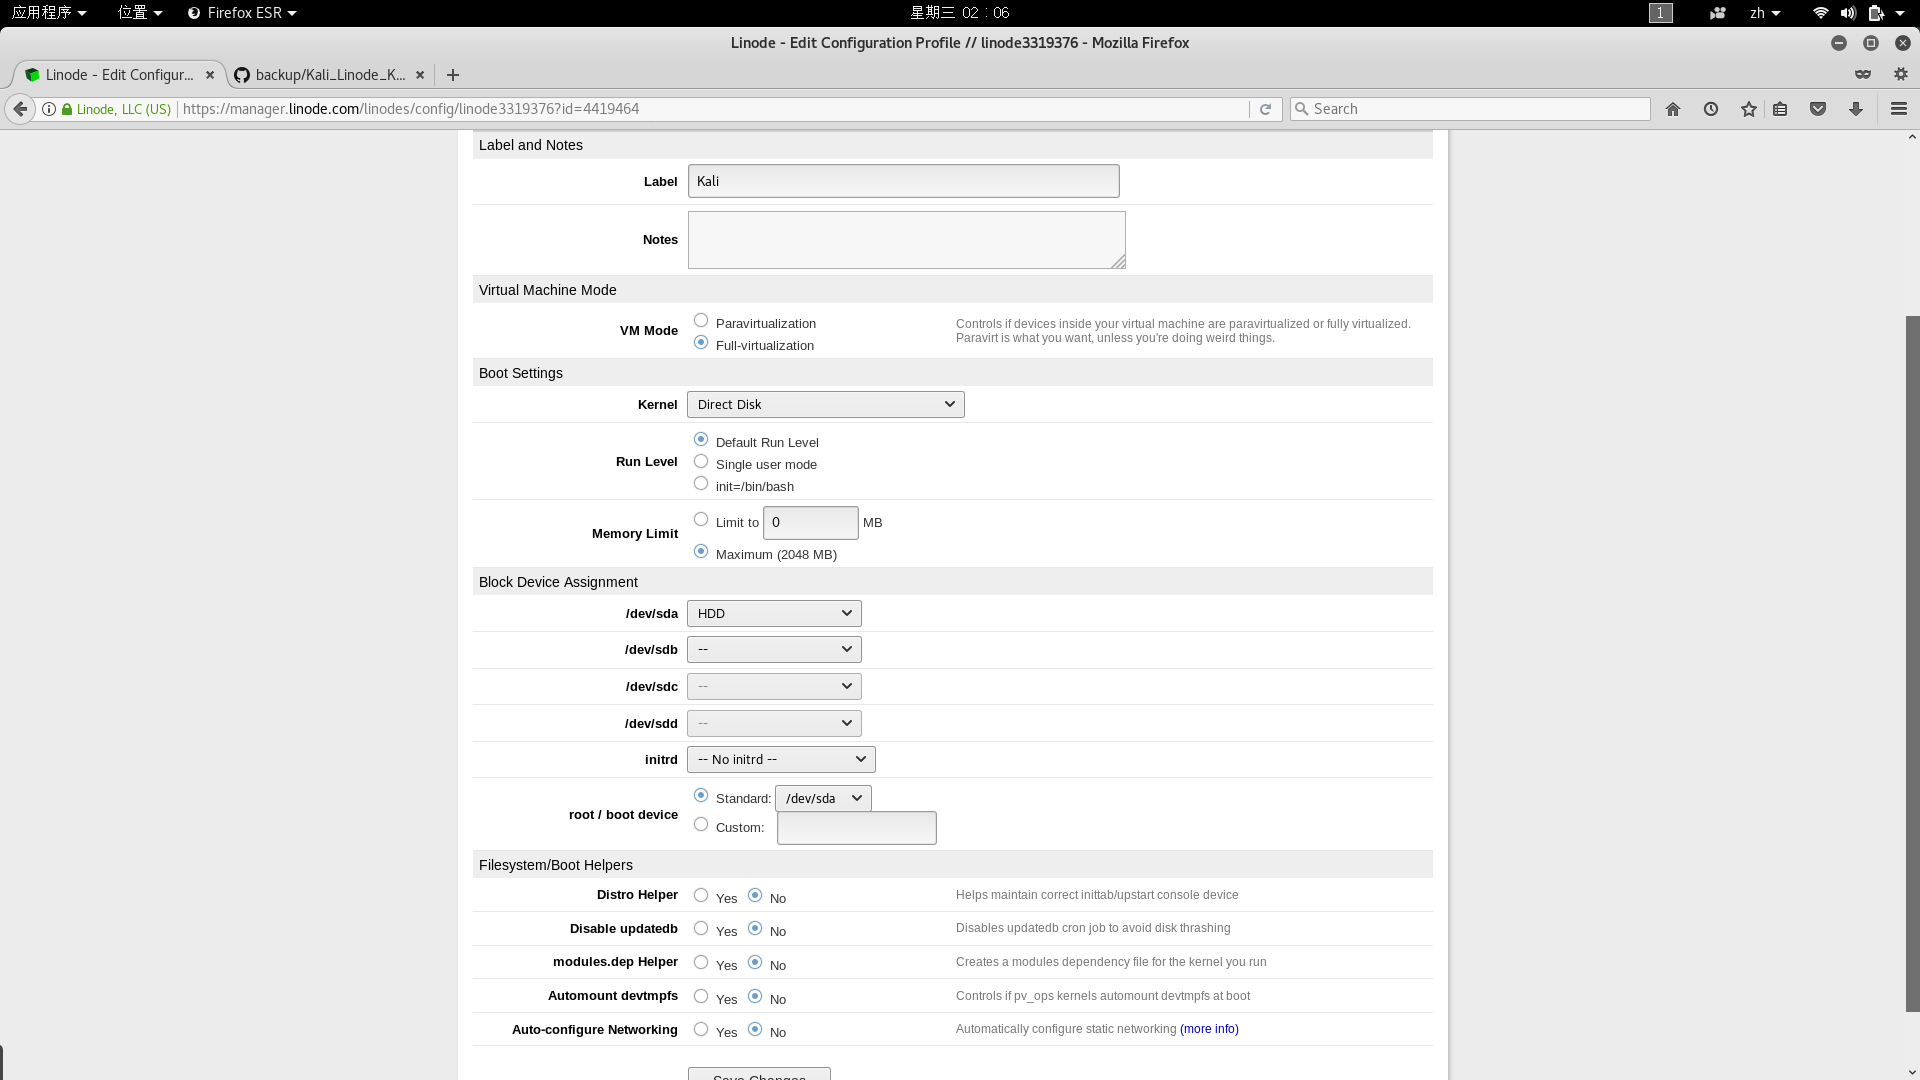 应用程序 位置 Firefox ESR 星期三 02：06 1 zh
Linode - Edit Configuration Profile // linode3319376 - Mozilla Firefox
Linode - Edit Configur... backup/Kali_Linode_K...
Linode, LLC (US) https://manager.linode.com/linodes/config/linode3319376?id=4419464 Search
Label and Notes
Label Kali
Notes
Virtual Machine Mode
VM Mode
Paravirtualization
Full-virtualization
Controls if devices inside your virtual machine are paravirtualized or fully virtualized.
Paravirt is what you want, unless you're doing weird things.
Boot Settings
Kernel Direct Disk
Run Level
Default Run Level
Single user mode
init=/bin/bash
Memory Limit
Limit to 0 MB
Maximum (2048 MB)
Block Device Assignment
/dev/sda HDD
/dev/sdb --
/dev/sdc --
/dev/sdd --
initrd -- No initrd --
root / boot device
Standard: /dev/sda
Custom:
Filesystem/Boot Helpers
Distro Helper Yes No Helps maintain correct inittab/upstart console device
Disable updatedb Yes No Disables updatedb cron job to avoid disk thrashing
modules.dep Helper Yes No Creates a modules dependency file for the kernel you run
Automount devtmpfs Yes No Controls if pv_ops kernels automount devtmpfs at boot
Auto-configure Networking Yes No Automatically configure static networking (more info)
Save Changes